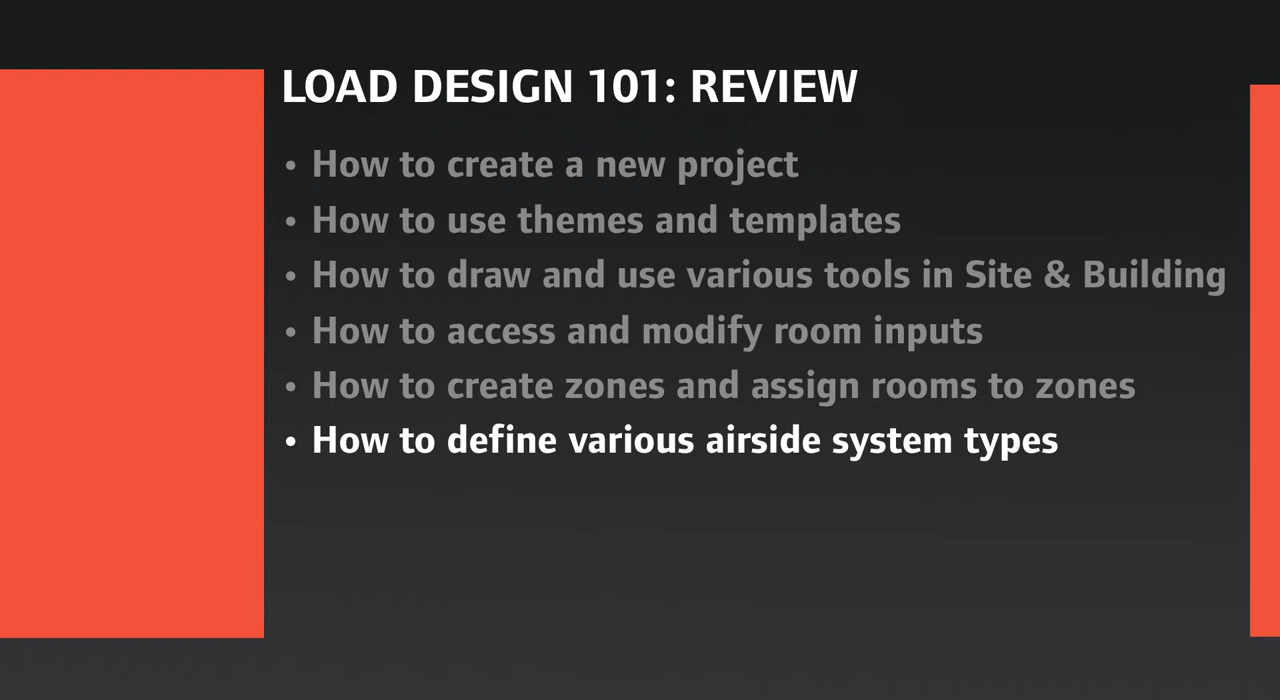 LOAD DESIGN 101: REVIEW
• How to create a new project
• How to use themes and templates
• How to draw and use various tools in Site & Building
• How to access and modify room inputs
• How to create zones and assign rooms to zones
• How to define various airside system types